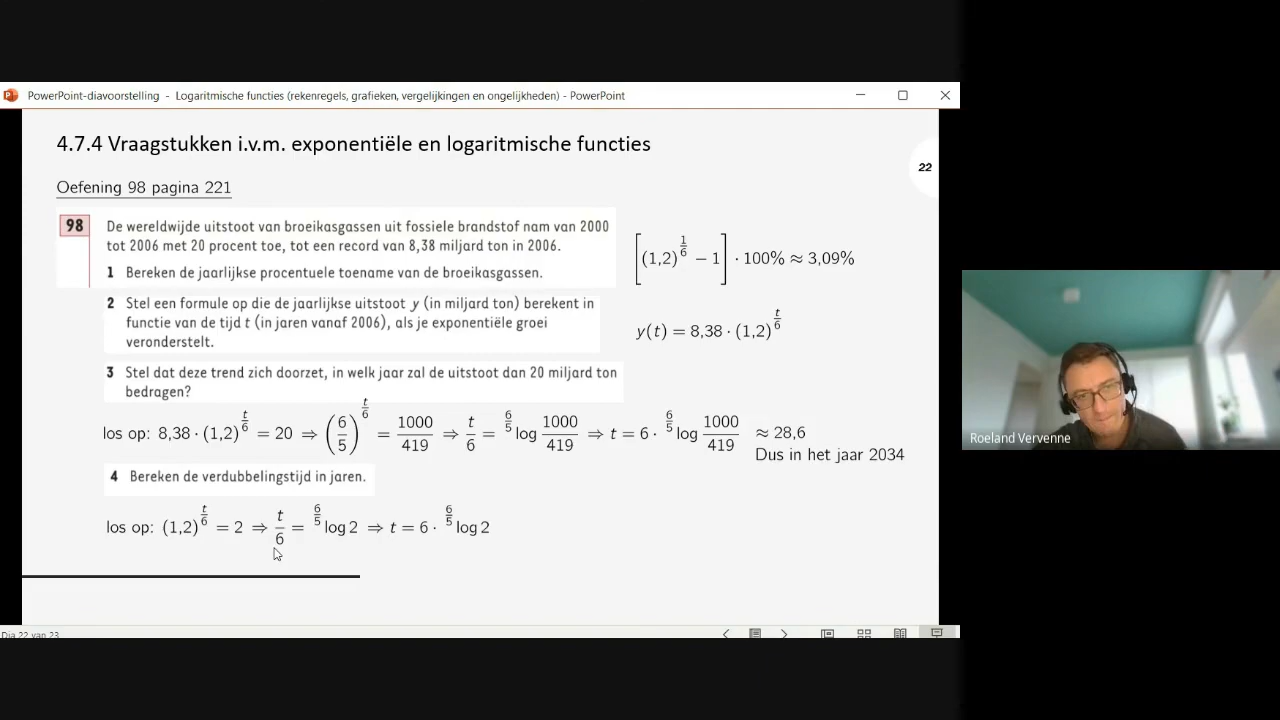 PowerPoint-diavoorstelling - Logaritmische functies (rekenregels, grafieken, vergelijkingen en ongelijkheden) - PowerPoint
4.7.4 Vraagstukken i.v.m. exponentiële en logaritmische functies
22
Oefening 98 pagina 221
98 De wereldwijde uitstoot van broeikasgassen uit fossiele brandstof nam van 2000
tot 2006 met 20 procent toe, tot een record van 8,38 miljard ton in 2006.
1 Bereken de jaarlijkse procentuele toename van de broeikasgassen.
[(1,2)^(1/6) − 1] · 100% ≈ 3,09%
2 Stel een formule op die de jaarlijkse uitstoot y (in miljard ton) berekent in
functie van de tijd t (in jaren vanaf 2006), als je exponentiële groei
veronderstelt.
y(t) = 8,38 · (1,2)^(t/6)
3 Stel dat deze trend zich doorzet, in welk jaar zal de uitstoot dan 20 miljard ton
bedragen?
los op: 8,38 · (1,2)^(t/6) = 20 ⇒ (6/5)^(t/6) = 1000/419 ⇒ t/6 = ^(6/5)log 1000/419 ⇒ t = 6 · ^(6/5)log 1000/419 ≈ 28,6
Dus in het jaar 2034
4 Bereken de verdubbelingstijd in jaren.
los op: (1,2)^(t/6) = 2 ⇒ t/6 = ^(6/5)log 2 ⇒ t = 6 · ^(6/5)log 2
Dia 22 van 23
Roeland Vervenne